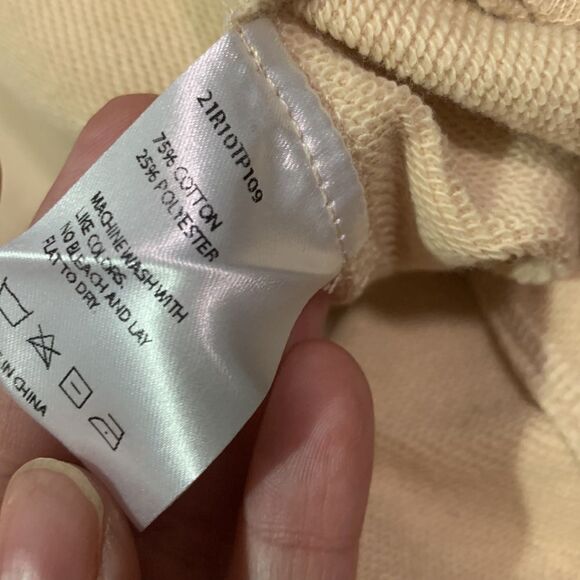 21R10TP109
75% COTTON
25% POLYESTER
MACHINE WASH WITH
LIKE COLORS.
NO BLEACH AND LAY
FLAT TO DRY
IN CHINA